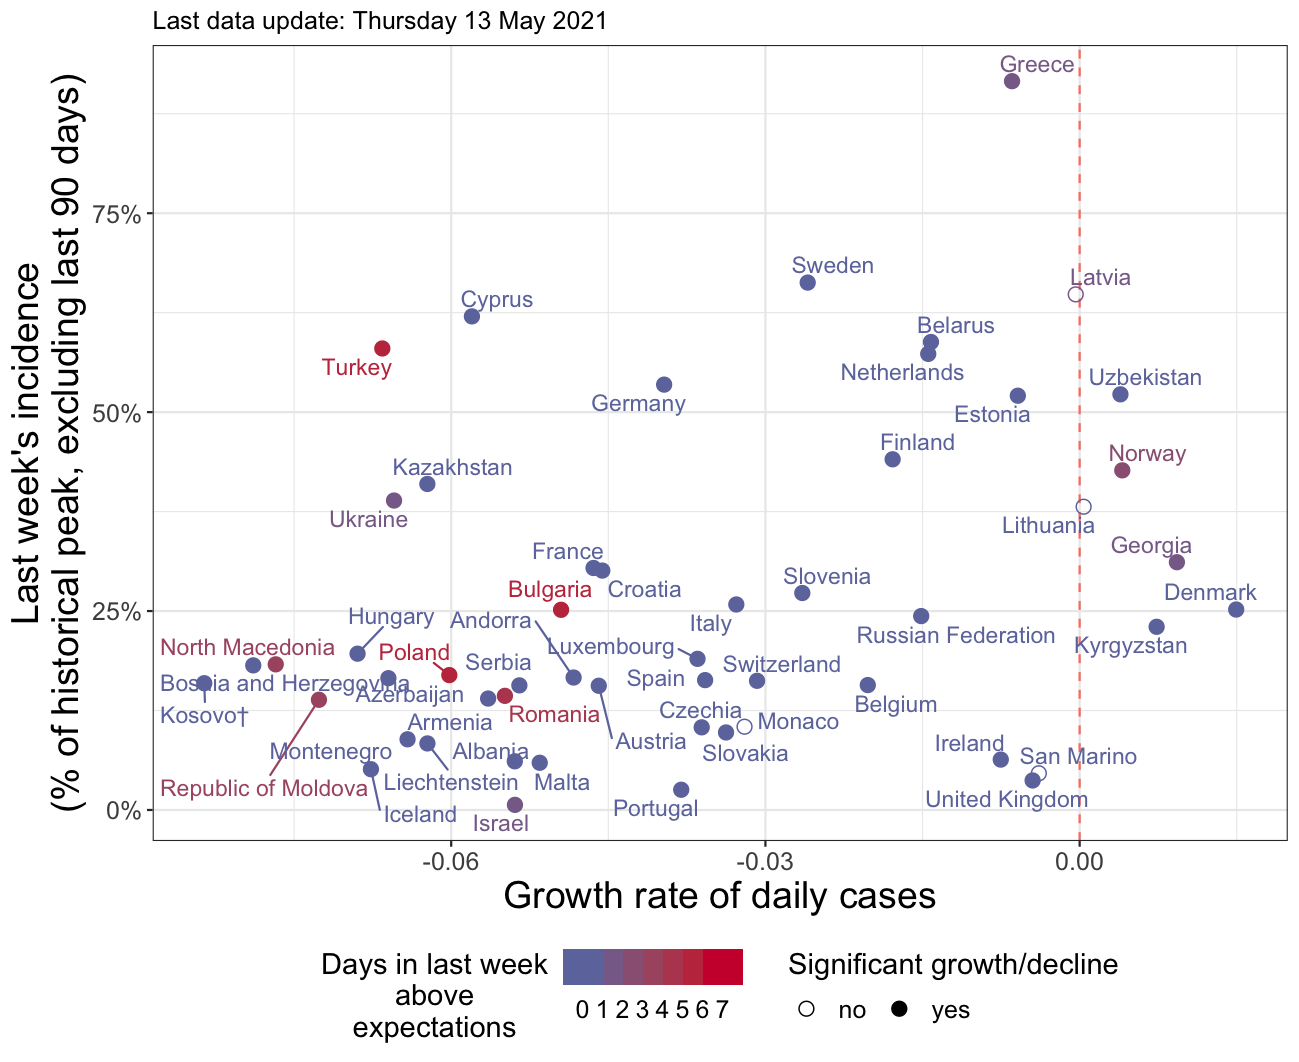 Last data update: Thursday 13 May 2021
Last week's incidence
(% of historical peak, excluding last 90 days)
75%
50%
25%
0%
Greece
Sweden
Latvia
Cyprus
Belarus
Turkey
Netherlands
Uzbekistan
Germany
Estonia
Finland
Norway
Kazakhstan
Ukraine
Lithuania
Georgia
France
Slovenia
Bulgaria
Croatia
Denmark
Hungary
Andorra
Italy
Russian Federation
Kyrgyzstan
North Macedonia
Poland
Luxembourg
Serbia
Switzerland
Bosnia and Herzegovina
Spain
Azerbaijan
Belgium
Kosovo†
Romania
Czechia
Armenia
Monaco
Austria
Ireland
Montenegro
Albania
Slovakia
San Marino
Republic of Moldova
Liechtenstein
Malta
United Kingdom
Portugal
Iceland
Israel
-0.06
-0.03
0.00
Growth rate of daily cases
Days in last week
above
expectations
0 1 2 3 4 5 6 7
Significant growth/decline
no
yes